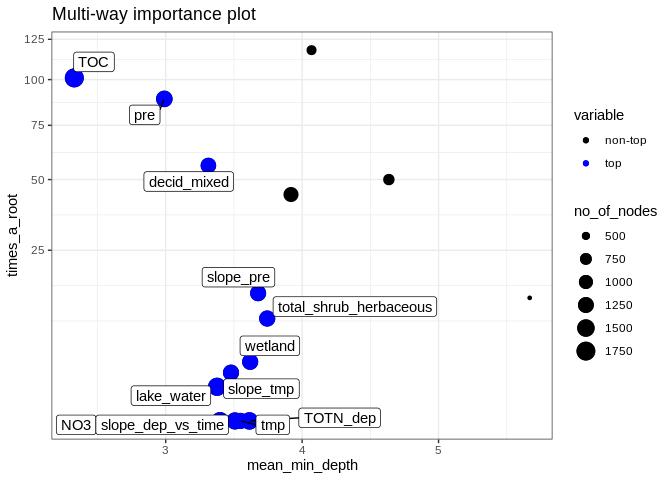 Multi-way importance plot
125
100
75
50
25
times_a_root
TOC
pre
decid_mixed
slope_pre
total_shrub_herbaceous
wetland
slope_tmp
lake_water
TOTN_dep
NO3
slope_dep_vs_time
tmp
3
4
5
mean_min_depth
variable
non-top
top
no_of_nodes
500
750
1000
1250
1500
1750